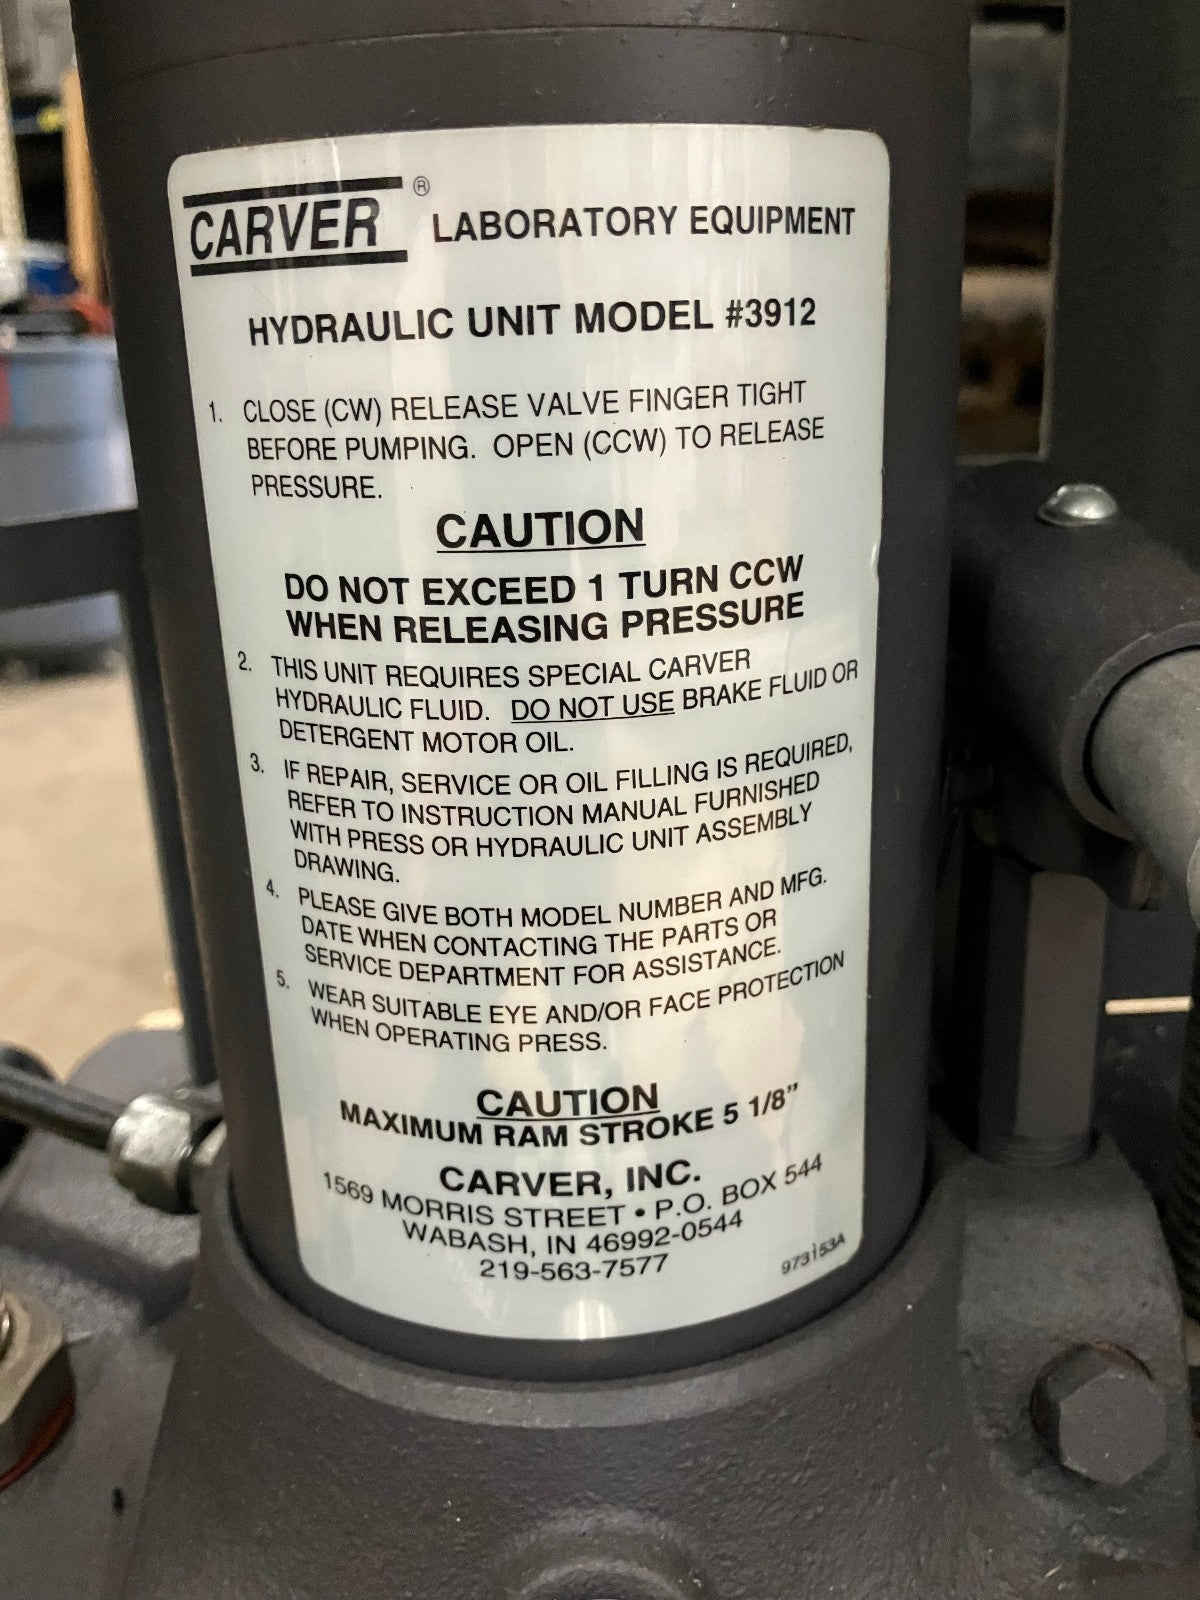 CARVER ® LABORATORY EQUIPMENT
HYDRAULIC UNIT MODEL #3912
1. CLOSE (CW) RELEASE VALVE FINGER TIGHT
BEFORE PUMPING. OPEN (CCW) TO RELEASE
PRESSURE.
CAUTION
DO NOT EXCEED 1 TURN CCW
WHEN RELEASING PRESSURE
2. THIS UNIT REQUIRES SPECIAL CARVER
HYDRAULIC FLUID. DO NOT USE BRAKE FLUID OR
DETERGENT MOTOR OIL.
3. IF REPAIR, SERVICE OR OIL FILLING IS REQUIRED,
REFER TO INSTRUCTION MANUAL FURNISHED
WITH PRESS OR HYDRAULIC UNIT ASSEMBLY
DRAWING.
4. PLEASE GIVE BOTH MODEL NUMBER AND MFG.
DATE WHEN CONTACTING THE PARTS OR
SERVICE DEPARTMENT FOR ASSISTANCE.
5. WEAR SUITABLE EYE AND/OR FACE PROTECTION
WHEN OPERATING PRESS.
CAUTION
MAXIMUM RAM STROKE 5 1/8”
CARVER, INC.
1569 MORRIS STREET • P.O. BOX 544
WABASH, IN 46992-0544
219-563-7577
973153A